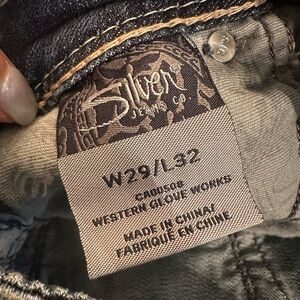 Silver
JEANS CO.
W29/L32
CA00508
WESTERN GLOVE WORKS
MADE IN CHINA/
FABRIQUÉ EN CHINE